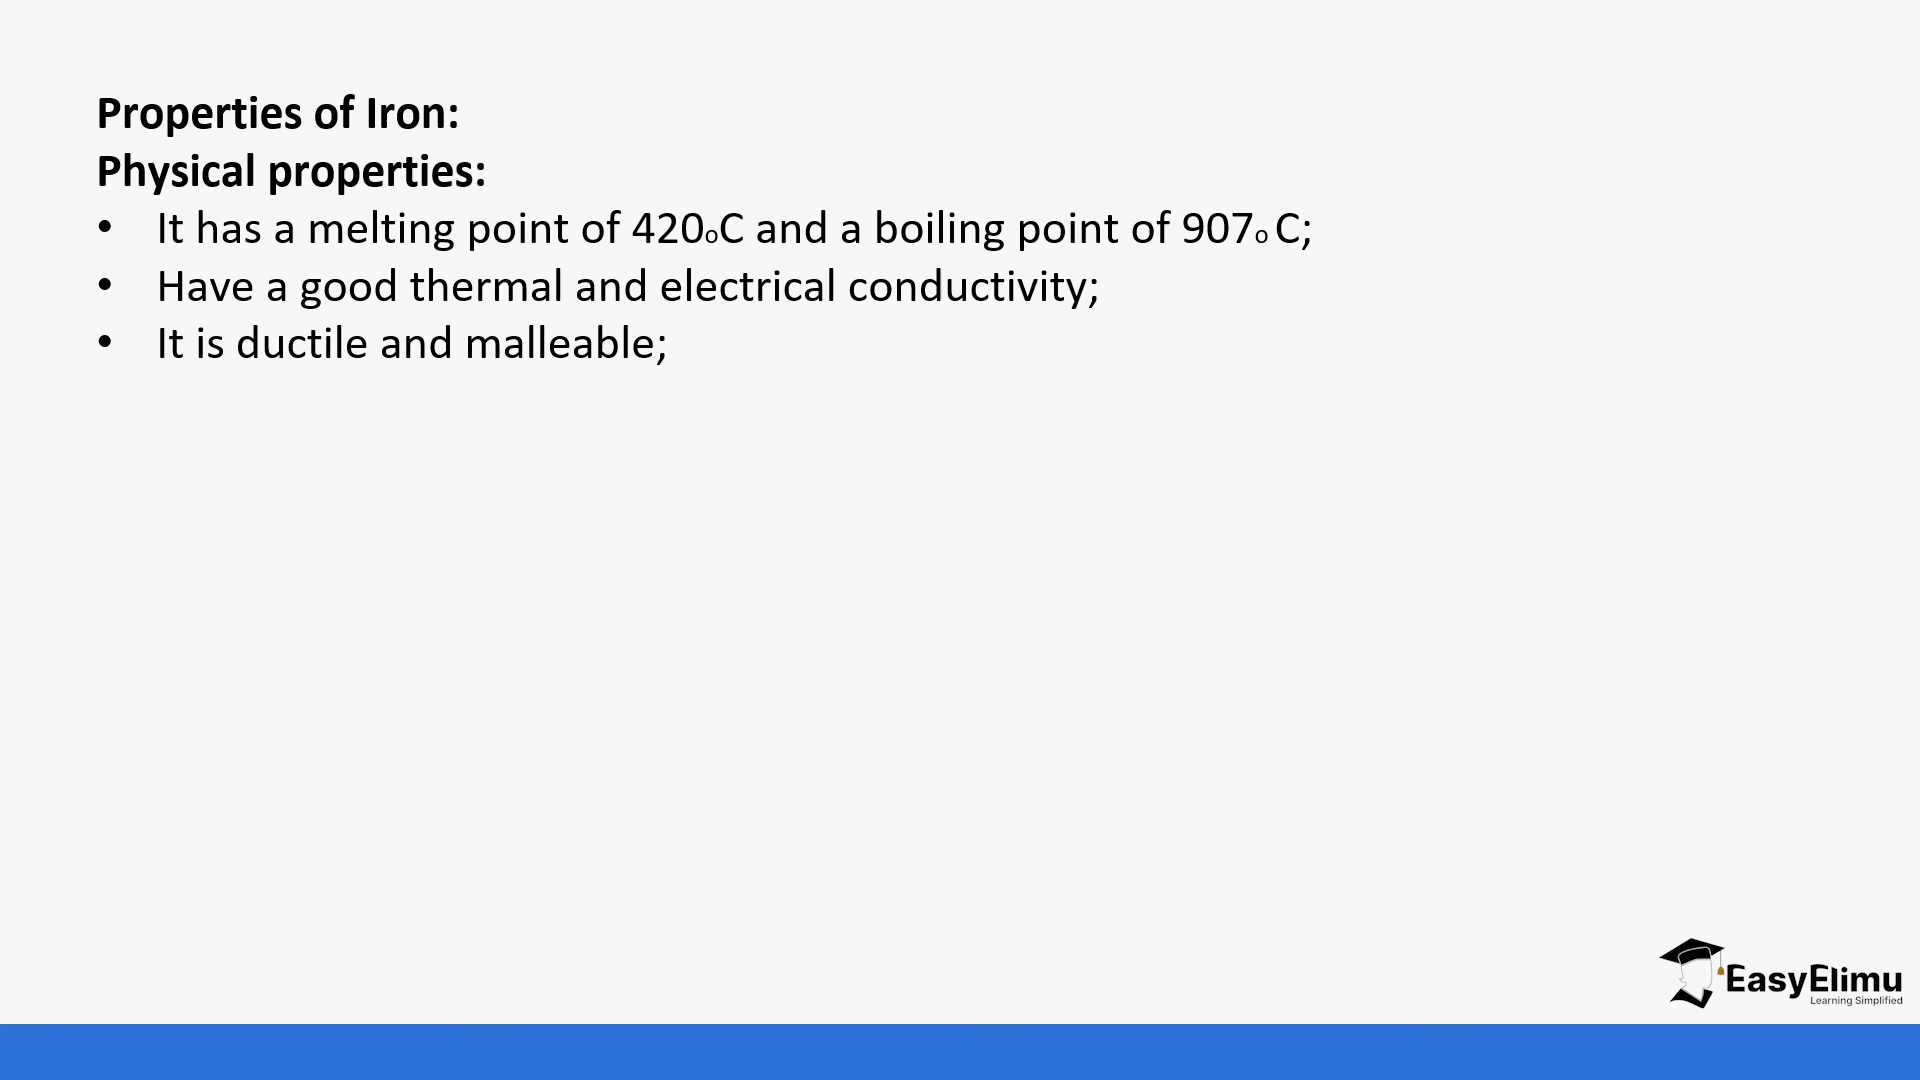 Properties of Iron:
Physical properties:
• It has a melting point of 420oC and a boiling point of 907o C;
• Have a good thermal and electrical conductivity;
• It is ductile and malleable;
EasyElimu
Learning Simplified